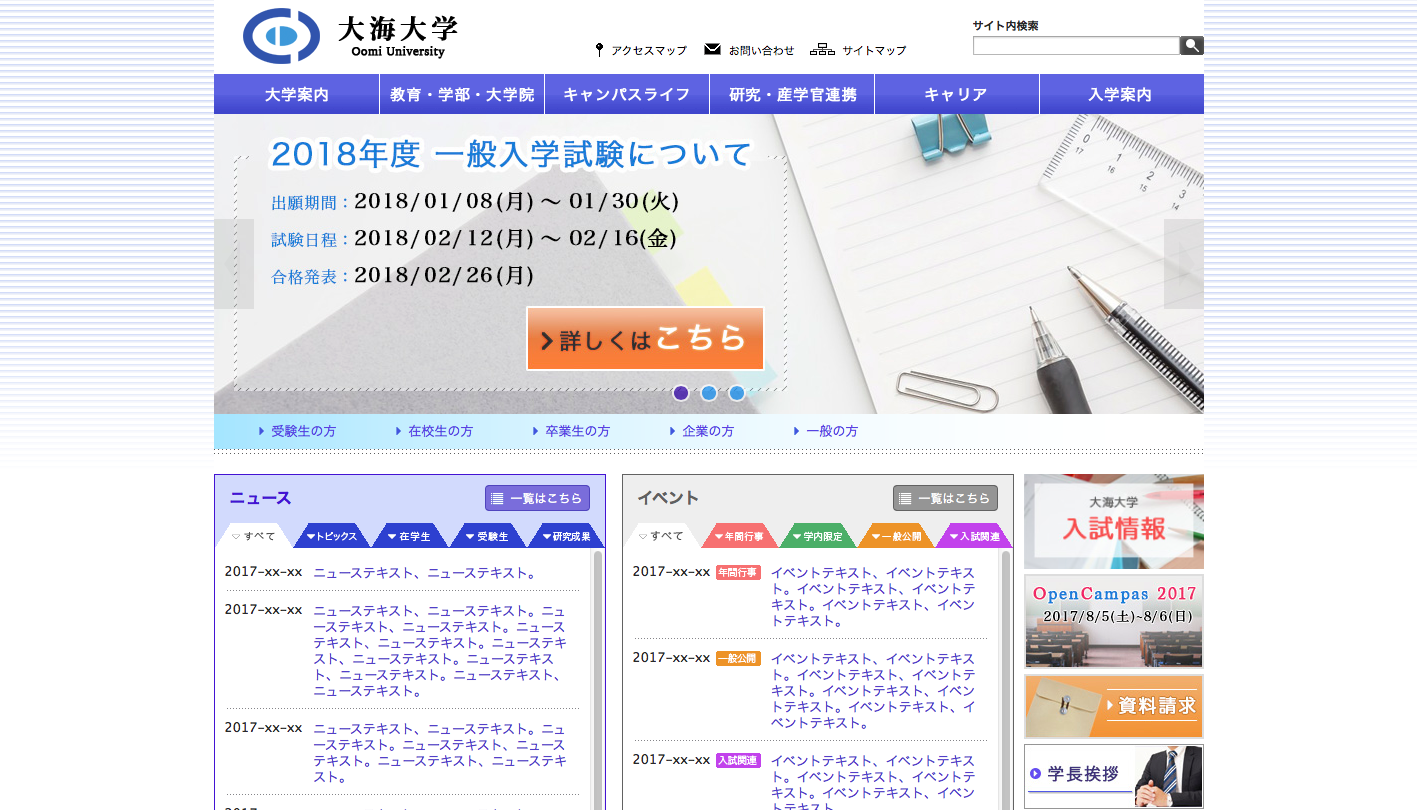 大海大学
Oomi University
アクセスマップ
お問い合わせ
サイトマップ
サイト内検索
大学案内
教育・学部・大学院
キャンパスライフ
研究・産学官連携
キャリア
入学案内
2018年度 一般入学試験について
出願期間：2018/01/08(月)～01/30(火)
試験日程：2018/02/12(月)～02/16(金)
合格発表：2018/02/26(月)
詳しくはこちら
受験生の方
在校生の方
卒業生の方
企業の方
一般の方
ニュース
一覧はこちら
すべて
トピックス
在学生
受験生
研究成果
2017-xx-xx ニューステキスト、ニューステキスト。
2017-xx-xx ニューステキスト、ニューステキスト。ニュ
ーステキスト、ニューステキスト。ニュース
テキスト、ニューステキスト。ニューステキ
スト、ニューステキスト。ニューステキス
ト、ニューステキスト。ニューステキスト、
ニューステキスト。
2017-xx-xx ニューステキスト、ニューステキスト。ニュ
ーステキスト。ニューステキスト、ニュース
テキスト。ニューステキスト、ニューステキ
スト。
イベント
一覧はこちら
すべて
年間行事
学内限定
一般公開
入試関連
2017-xx-xx 年間行事 イベントテキスト、イベントテキス
ト。イベントテキスト、イベントテ
キスト。イベントテキスト、イベン
トテキスト。
2017-xx-xx 一般公開 イベントテキスト、イベントテキス
ト。イベントテキスト、イベントテ
キスト。イベントテキスト、イベン
トテキスト。イベントテキスト、イ
ベントテキスト。
2017-xx-xx 入試関連 イベントテキスト、イベントテキス
ト。イベントテキスト、イベントテ
キスト。イベントテキスト、イベン
トテキスト
大海大学
入試情報
OpenCampas 2017
2017/8/5(土)~8/6(日)
資料請求
学長挨拶